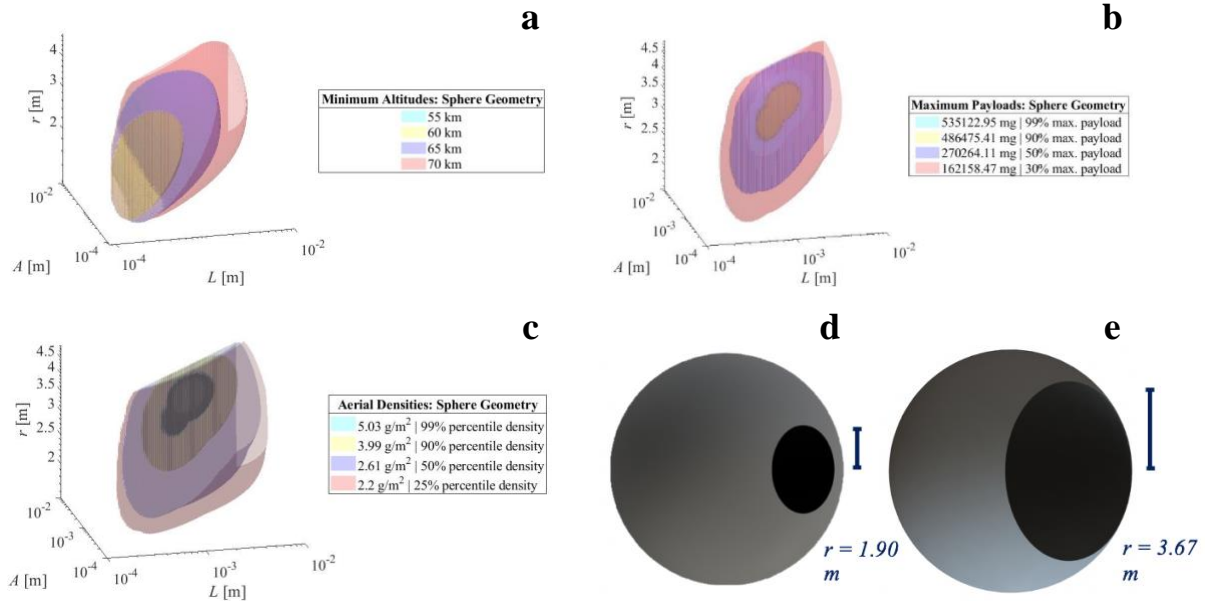 a
4
3
2
r [m]
10^-2
10^-4
A [m]
10^-4
L [m]
10^-2
Minimum Altitudes: Sphere Geometry
55 km
60 km
65 km
70 km
b
4.5
4
3.5
3
2.5
2
r [m]
10^-2
10^-3
10^-4
A [m]
10^-4
10^-3
10^-2
L [m]
Maximum Payloads: Sphere Geometry
535122.95 mg | 99% max. payload
486475.41 mg | 90% max. payload
270264.11 mg | 50% max. payload
162158.47 mg | 30% max. payload
c
4.5
4
3.5
3
2.5
2
r [m]
10^-2
10^-3
10^-4
A [m]
10^-4
10^-3
10^-2
L [m]
Aerial Densities: Sphere Geometry
5.03 g/m² | 99% percentile density
3.99 g/m² | 90% percentile density
2.61 g/m² | 50% percentile density
2.2 g/m² | 25% percentile density
d
r = 1.90
m
e
r = 3.67
m